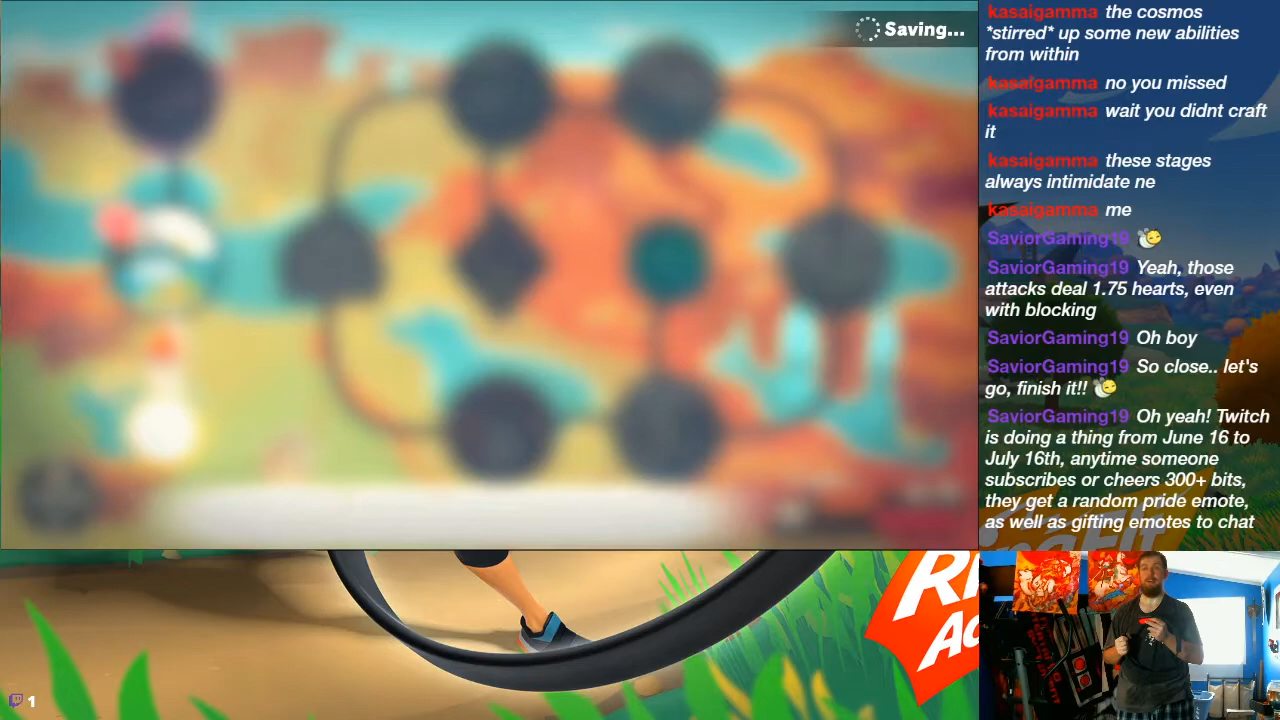 Saving...
kasaigamma the cosmos
*stirred* up some new abilities
from within
kasaigamma no you missed
kasaigamma wait you didnt craft
it
kasaigamma these stages
always intimidate ne
kasaigamma me
SaviorGaming19
SaviorGaming19 Yeah, those
attacks deal 1.75 hearts, even
with blocking
SaviorGaming19 Oh boy
SaviorGaming19 So close.. let's
go, finish it!!
SaviorGaming19 Oh yeah! Twitch
is doing a thing from June 16 to
July 16th, anytime someone
subscribes or cheers 300+ bits,
they get a random pride emote,
as well as gifting emotes to chat
1